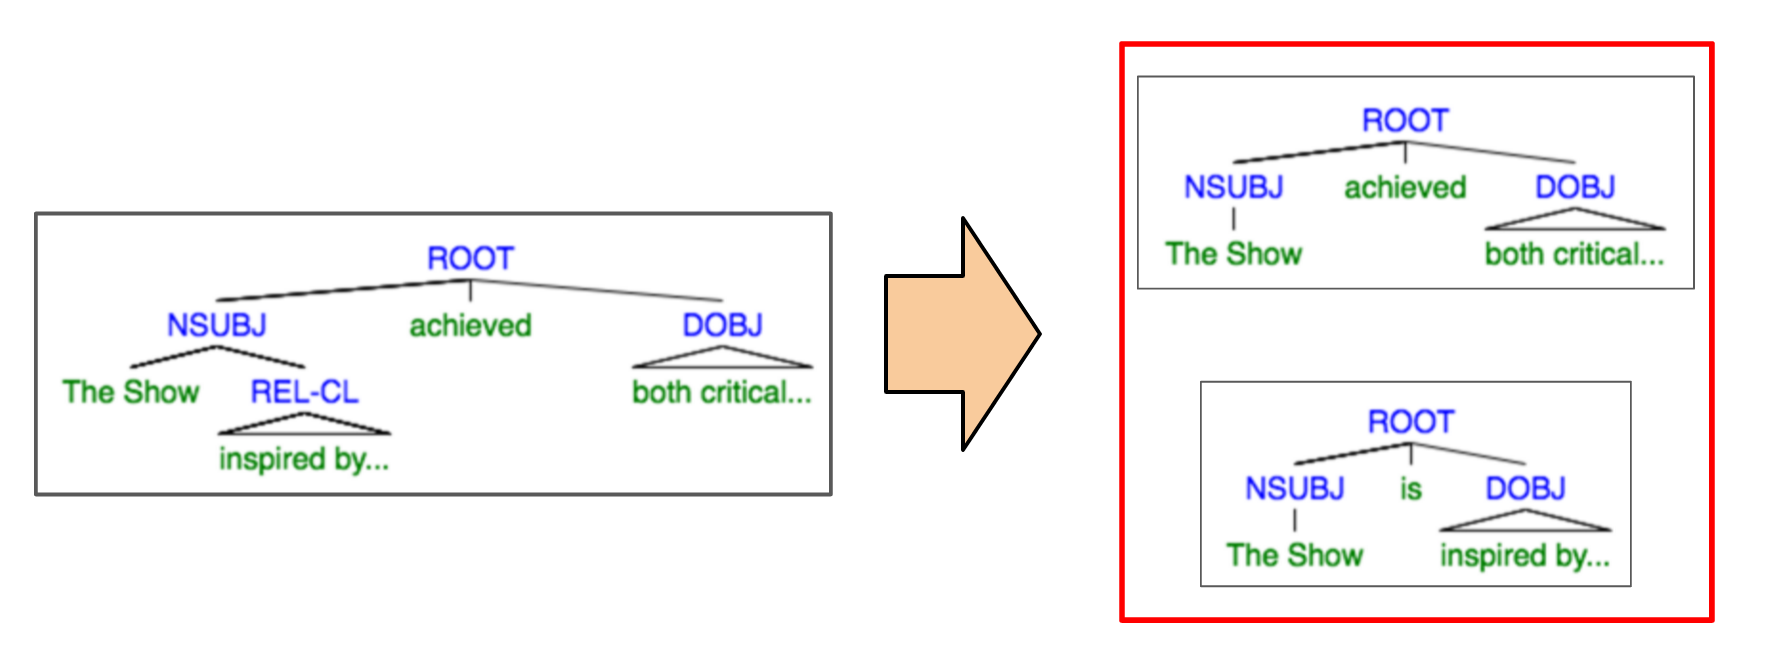 ROOT
NSUBJ achieved DOBJ
The Show REL-CL both critical...
inspired by...
ROOT
NSUBJ achieved DOBJ
The Show both critical...
ROOT
NSUBJ is DOBJ
The Show inspired by...